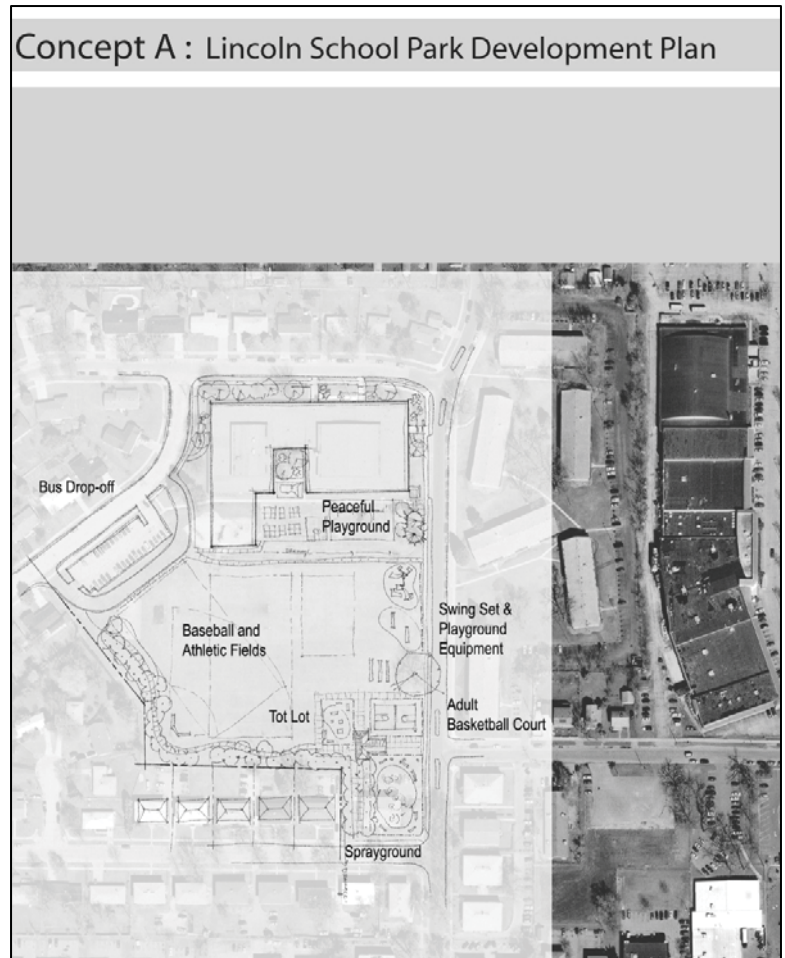 Concept A : Lincoln School Park Development Plan
Bus Drop-off
Peaceful
Playground
Swing Set &
Playground
Equipment
Baseball and
Athletic Fields
Tot Lot
Adult
Basketball Court
Sprayground